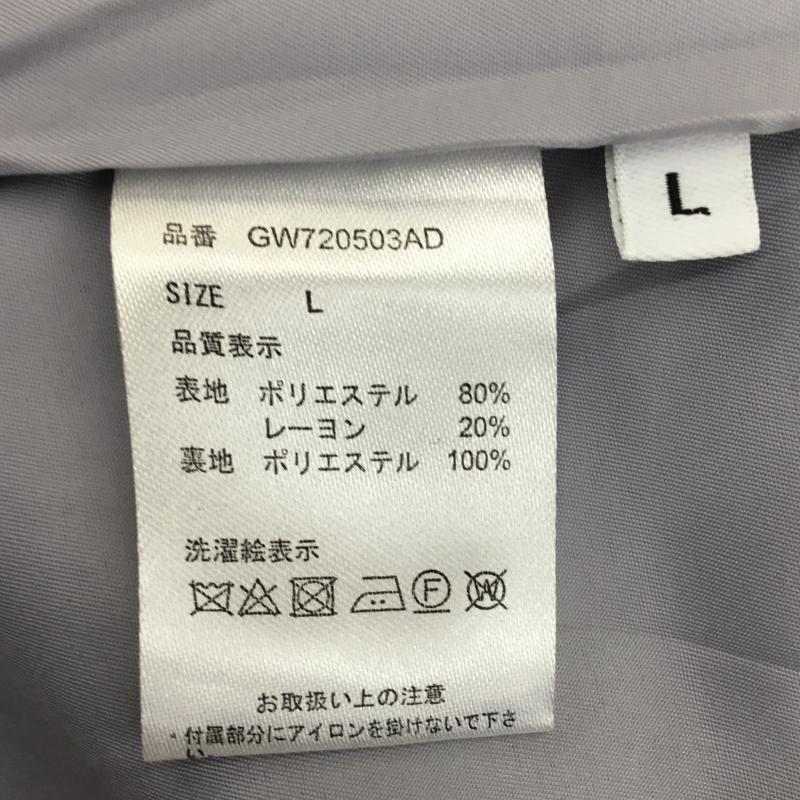 品番 GW720503AD
SIZE L
品質表示
表地 ポリエステル 80%
レーヨン 20%
裏地 ポリエステル 100%
洗濯絵表示
F W
お取扱い上の注意
・付属部分にアイロンを掛けないで下さ
い。
L